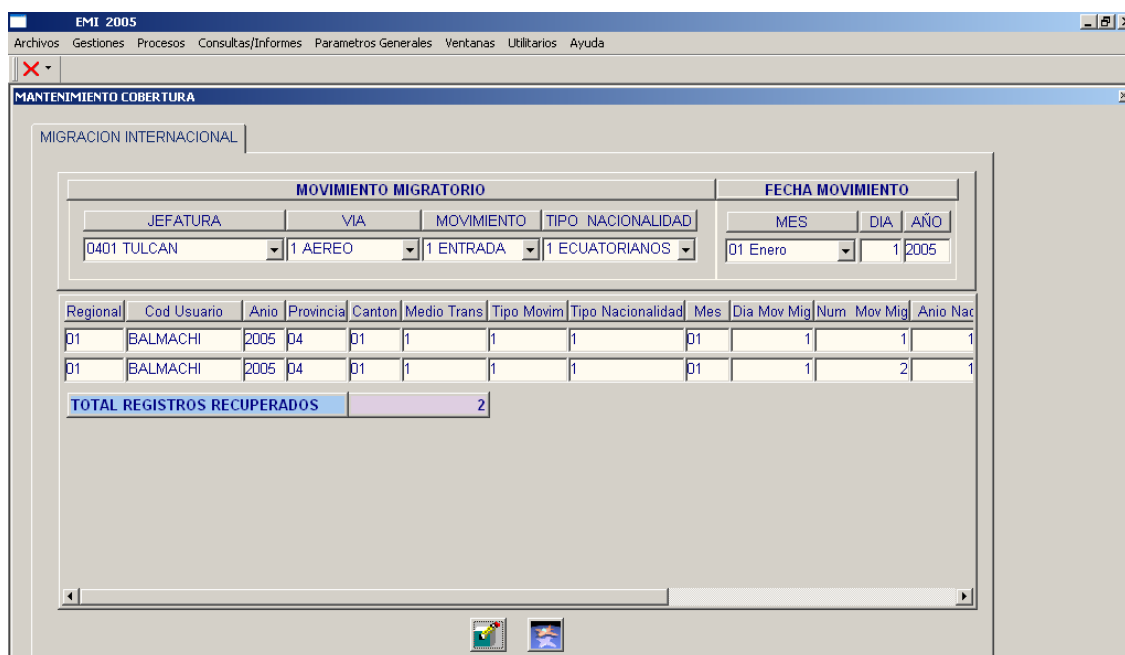 EMI 2005
Archivos Gestiones Procesos Consultas/Informes Parametros Generales Ventanas Utilitarios Ayuda
MANTENIMIENTO COBERTURA
MIGRACION INTERNACIONAL
MOVIMIENTO MIGRATORIO FECHA MOVIMIENTO
JEFATURA VIA MOVIMIENTO TIPO NACIONALIDAD MES DIA AÑO
0401 TULCAN 1 AEREO 1 ENTRADA 1 ECUATORIANOS 01 Enero 1 2005
Regional Cod Usuario Anio Provincia Canton Medio Trans Tipo Movim Tipo Nacionalidad Mes Dia Mov Mig Num Mov Mig Anio Nac
01 BALMACHI 2005 04 01 1 1 1 01 1 1 1
01 BALMACHI 2005 04 01 1 1 1 01 1 2 1
TOTAL REGISTROS RECUPERADOS 2